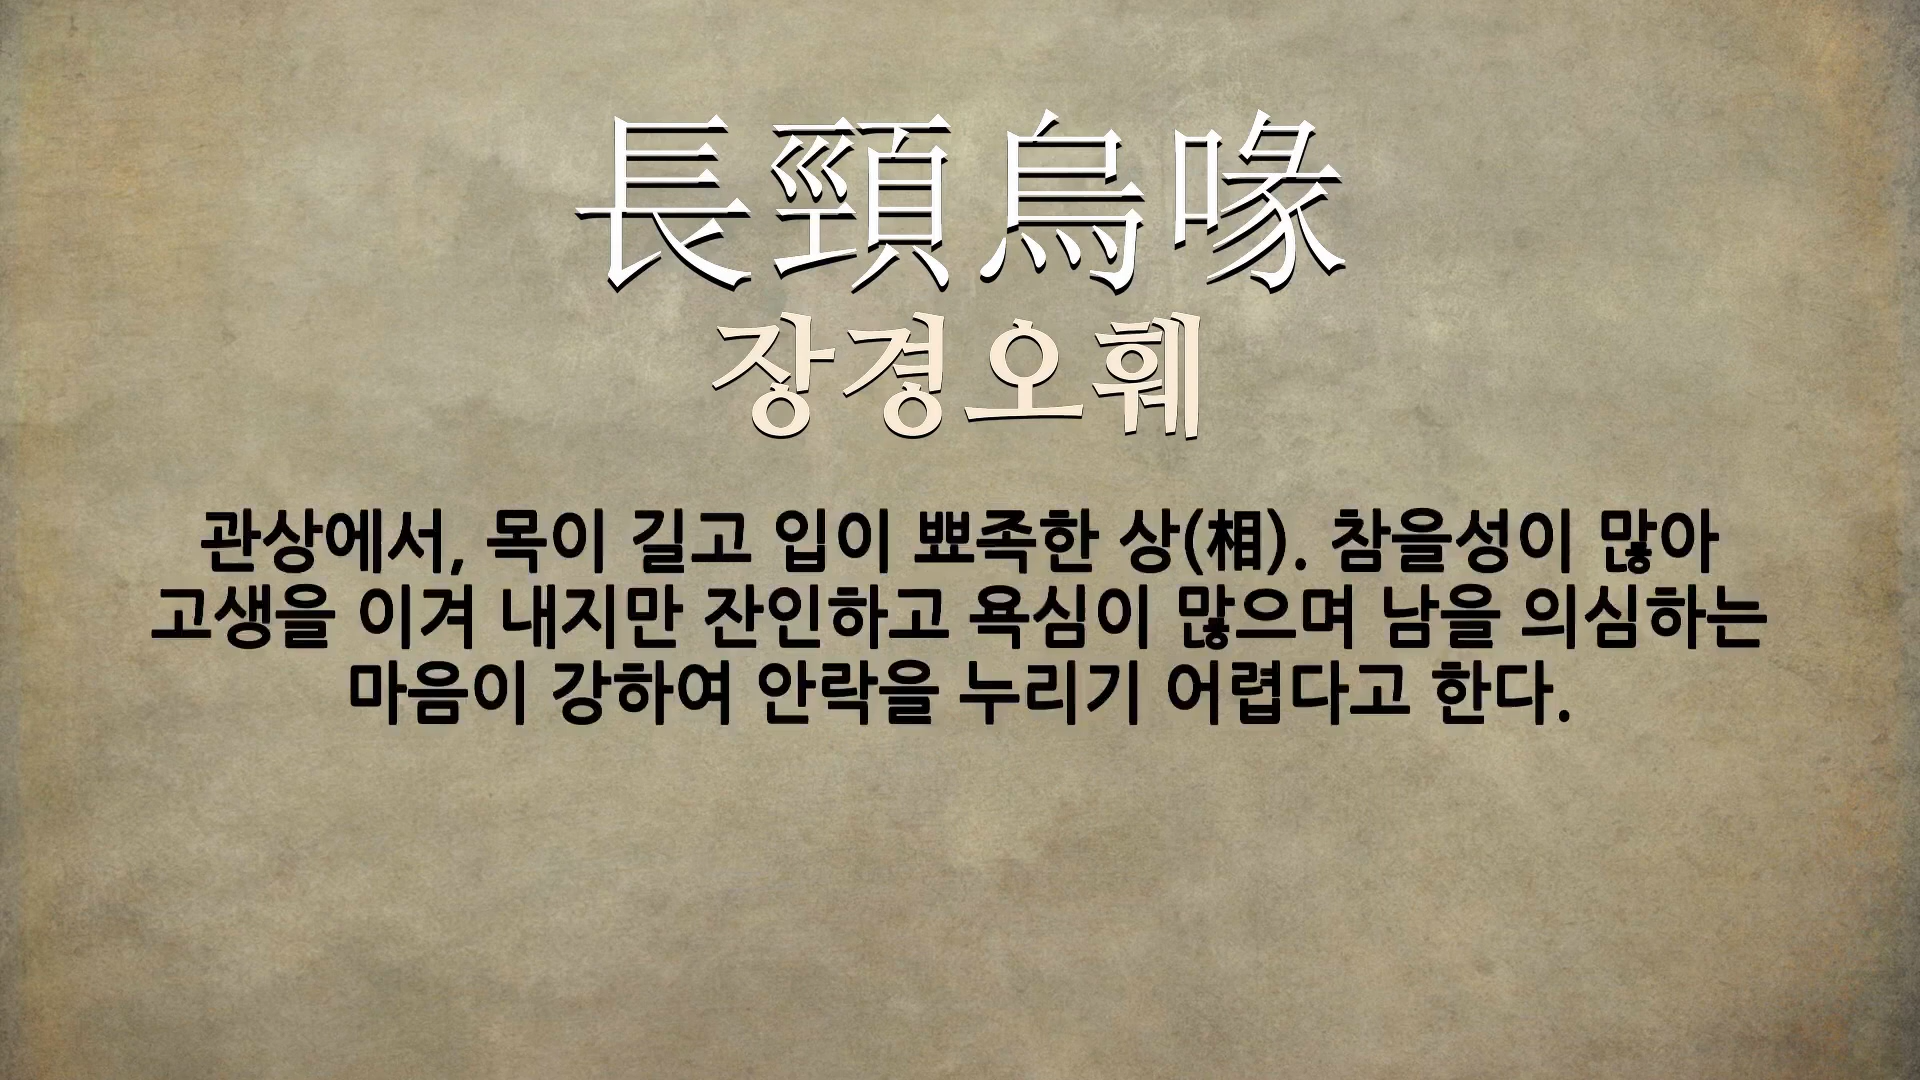 長頸烏喙
장경오훼
관상에서, 목이 길고 입이 뾰족한 상(相). 참을성이 많아
고생을 이겨 내지만 잔인하고 욕심이 많으며 남을 의심하는
마음이 강하여 안락을 누리기 어렵다고 한다.